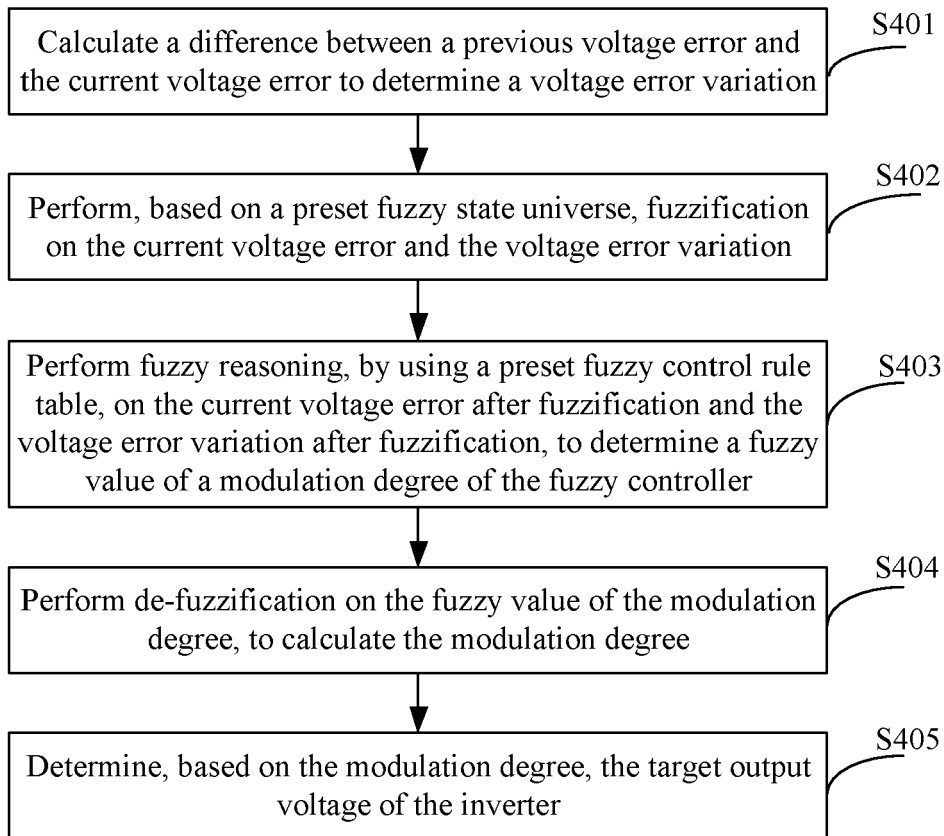 S401
Calculate a difference between a previous voltage error and
the current voltage error to determine a voltage error variation
S402
Perform, based on a preset fuzzy state universe, fuzzification
on the current voltage error and the voltage error variation
S403
Perform fuzzy reasoning, by using a preset fuzzy control rule
table, on the current voltage error after fuzzification and the
voltage error variation after fuzzification, to determine a fuzzy
value of a modulation degree of the fuzzy controller
S404
Perform de-fuzzification on the fuzzy value of the modulation
degree, to calculate the modulation degree
S405
Determine, based on the modulation degree, the target output
voltage of the inverter